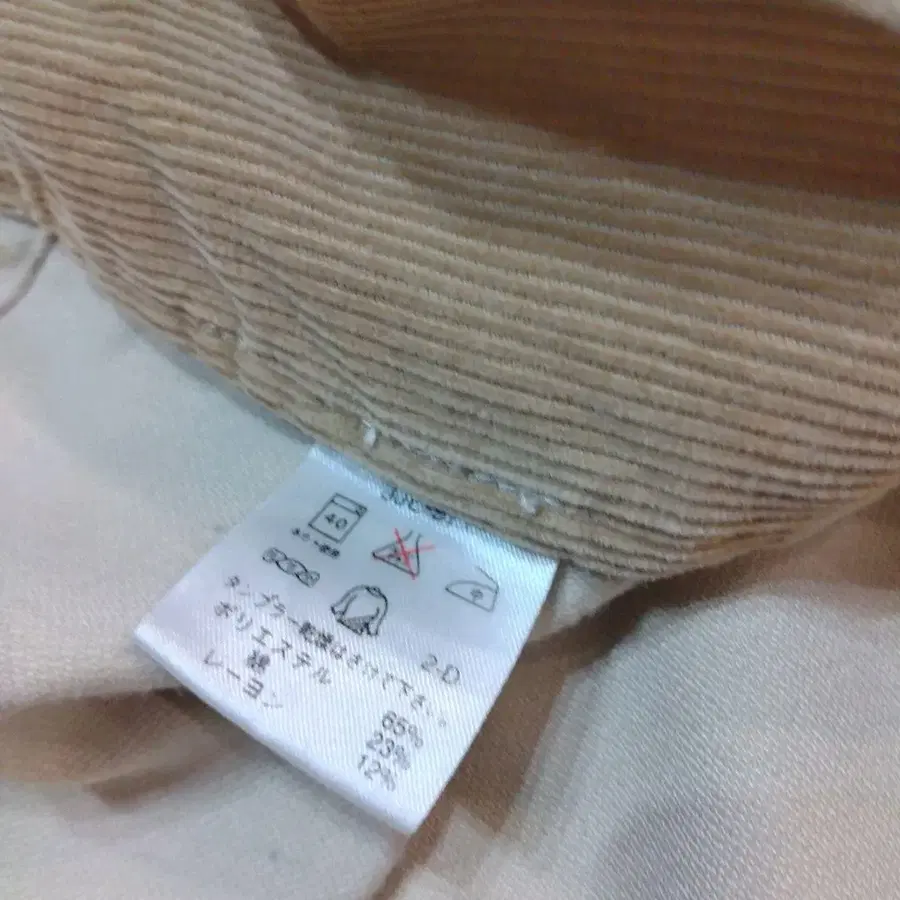 40
2-D
タンブラー乾燥はさけて下さい。
ポリエステル 65%
綿 23%
レーヨン 12%